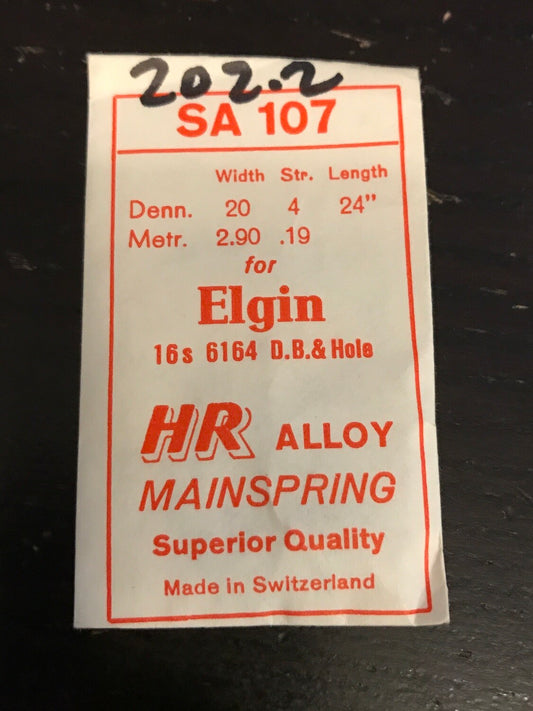 202.2
SA 107
Width Str. Length
Denn. 20 4 24"
Metr. 2.90 .19
for
Elgin
16s 6164 D.B.& Hole
HR ALLOY
MAINSPRING
Superior Quality
Made in Switzerland